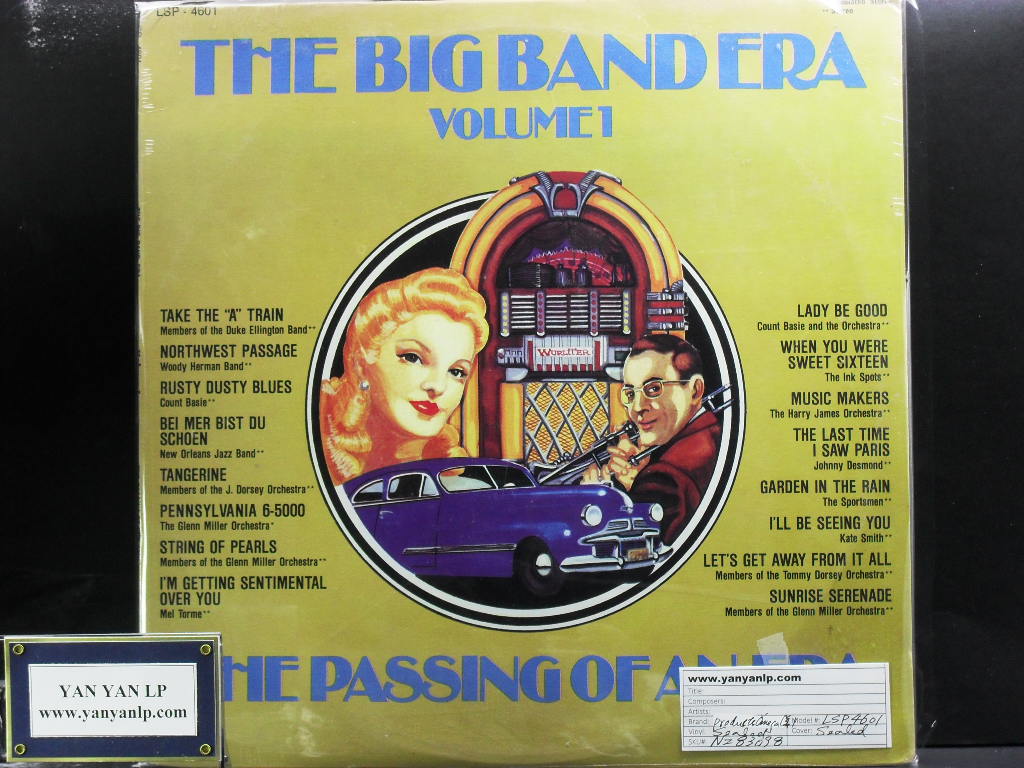 LSP - 4601
** Stereo
THE BIG BAND ERA
VOLUME 1
WURLITZER
TAKE THE "A" TRAIN
Members of the Duke Ellington Band**
NORTHWEST PASSAGE
Woody Herman Band**
RUSTY DUSTY BLUES
Count Basie**
BEI MER BIST DU
SCHOEN
New Orleans Jazz Band**
TANGERINE
Members of the J. Dorsey Orchestra**
PENNSYLVANIA 6-5000
The Glenn Miller Orchestra*
STRING OF PEARLS
Members of the Glenn Miller Orchestra**
I'M GETTING SENTIMENTAL
OVER YOU
Mel Torme**
LADY BE GOOD
Count Basie and the Orchestra**
WHEN YOU WERE
SWEET SIXTEEN
The Ink Spots**
MUSIC MAKERS
The Harry James Orchestra**
THE LAST TIME
I SAW PARIS
Johnny Desmond**
GARDEN IN THE RAIN
The Sportsmen**
I'LL BE SEEING YOU
Kate Smith**
LET'S GET AWAY FROM IT ALL
Members of the Tommy Dorsey Orchestra**
SUNRISE SERENADE
Members of the Glenn Miller Orchestra**
THE PASSING OF AN ERA
YAN YAN LP
www.yanyanlp.com
www.yanyanlp.com
Title:
Composers:
Artists:
Brand: Model #: LSP4601
Vinyl: Sealed Cover: Sealed
SKU#: NZ83098